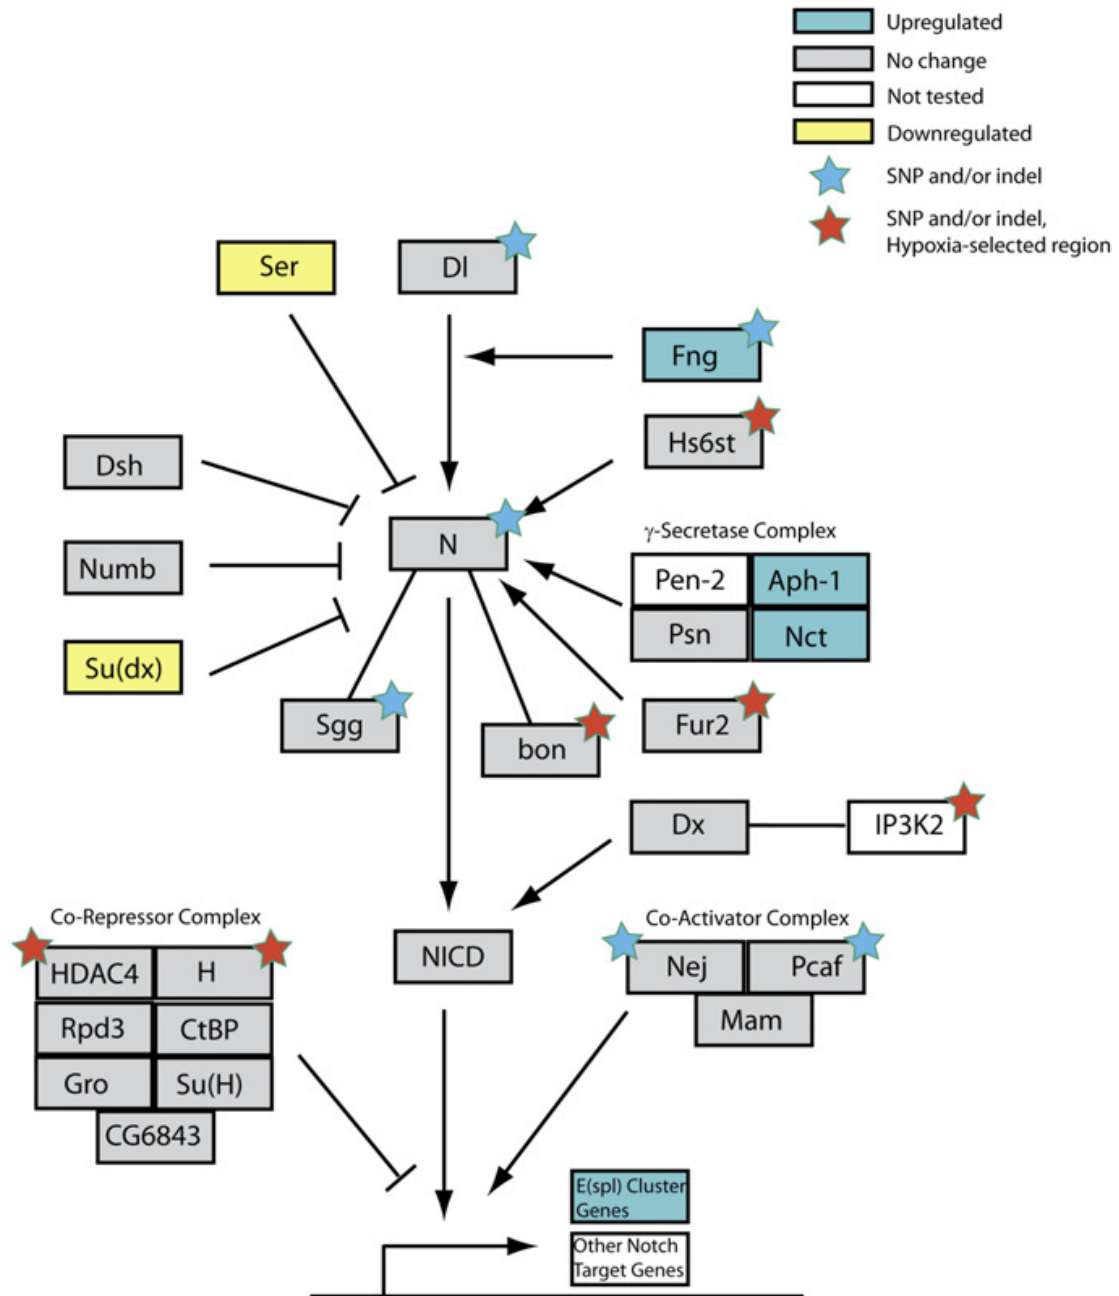 Upregulated
No change
Not tested
Downregulated
SNP and/or indel
SNP and/or indel,
Hypoxia-selected region
Ser
Dl
Fng
Hs6st
Dsh
N
γ-Secretase Complex
Numb
Pen-2
Aph-1
Psn
Nct
Su(dx)
Sgg
bon
Fur2
Dx
IP3K2
Co-Repressor Complex
Co-Activator Complex
HDAC4
H
NICD
Nej
Pcaf
Rpd3
CtBP
Mam
Gro
Su(H)
CG6843
E(spl) Cluster
Genes
Other Notch
Target Genes